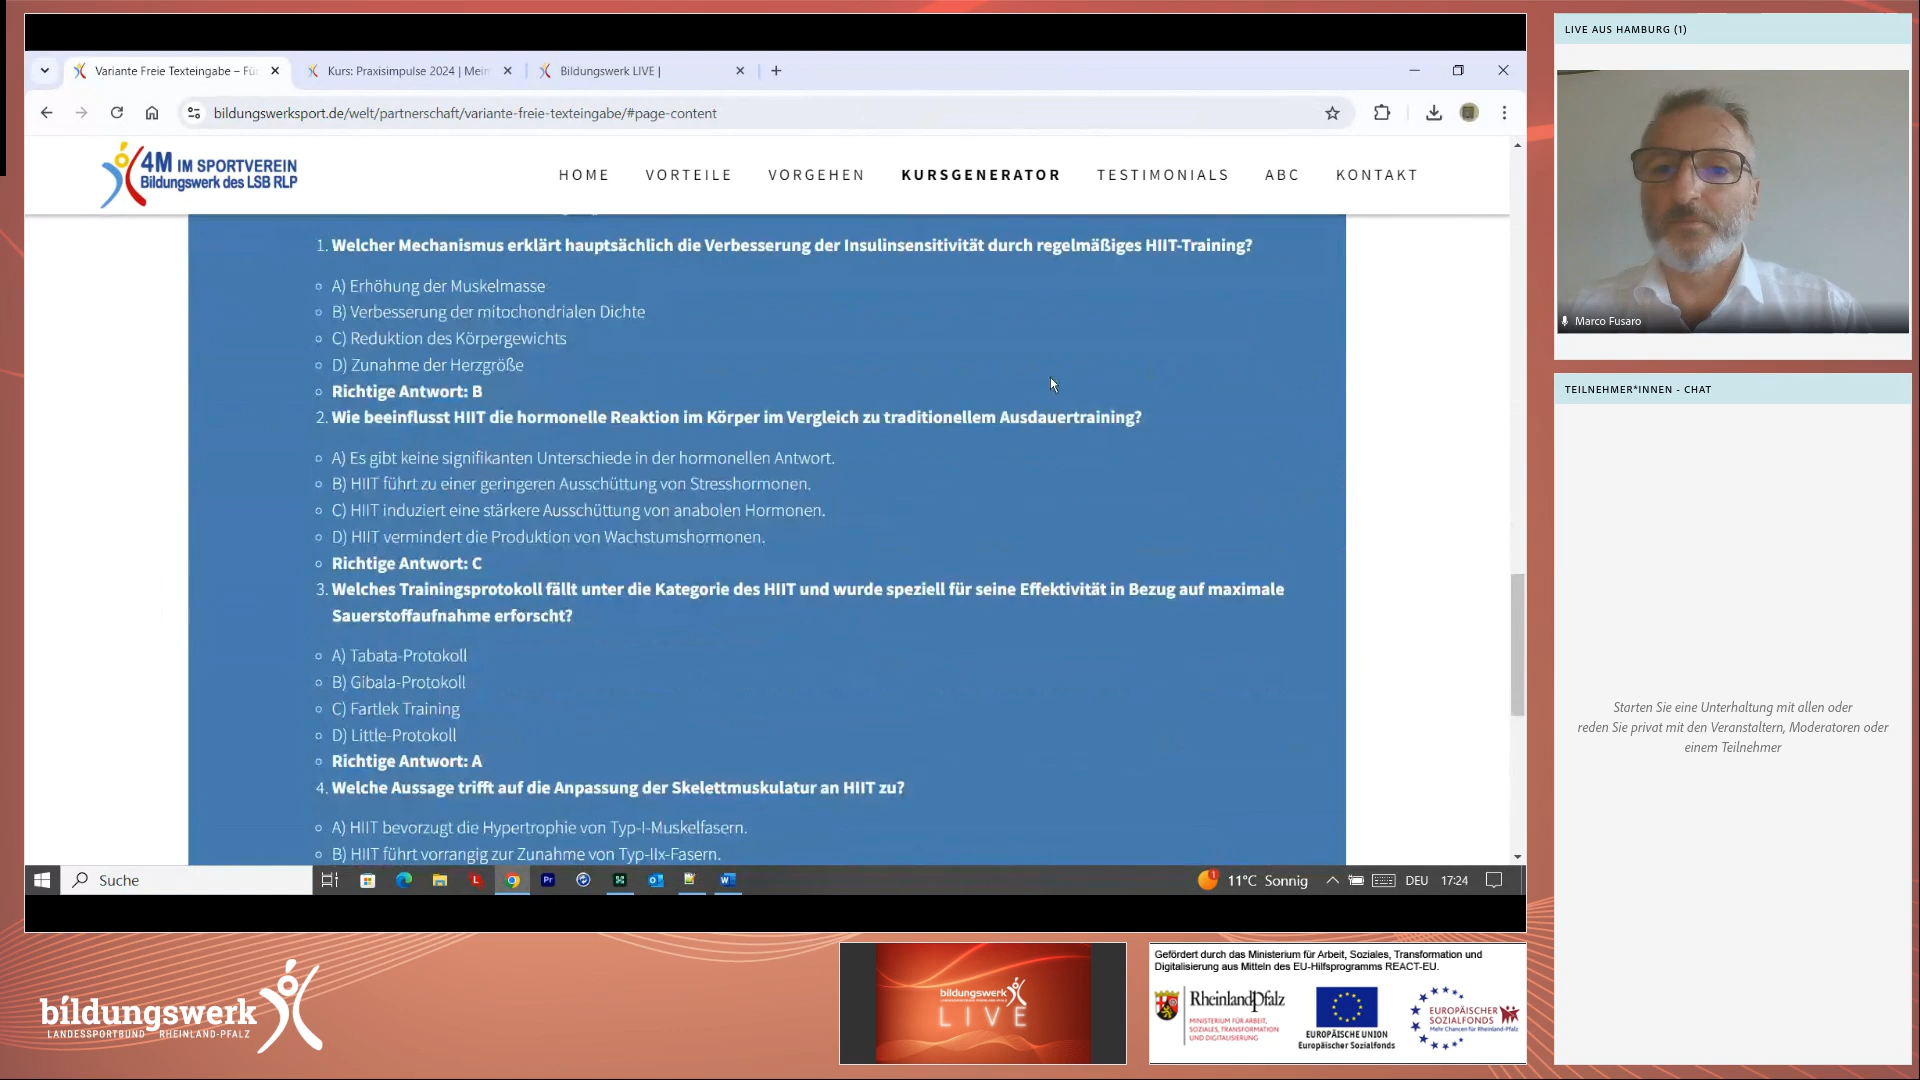 Variante Freie Texteingabe – Für
Kurs: Praxisimpulse 2024 | Mein
Bildungswerk LIVE |
bildungswerksport.de/welt/partnerschaft/variante-freie-texteingabe/#page-content
4M IM SPORTVEREIN
Bildungswerk des LSB RLP
HOME VORTEILE VORGEHEN KURSGENERATOR TESTIMONIALS ABC KONTAKT
1. Welcher Mechanismus erklärt hauptsächlich die Verbesserung der Insulinsensitivität durch regelmäßiges HIIT-Training?
A) Erhöhung der Muskelmasse
B) Verbesserung der mitochondrialen Dichte
C) Reduktion des Körpergewichts
D) Zunahme der Herzgröße
Richtige Antwort: B
2. Wie beeinflusst HIIT die hormonelle Reaktion im Körper im Vergleich zu traditionellem Ausdauertraining?
A) Es gibt keine signifikanten Unterschiede in der hormonellen Antwort.
B) HIIT führt zu einer geringeren Ausschüttung von Stresshormonen.
C) HIIT induziert eine stärkere Ausschüttung von anabolen Hormonen.
D) HIIT vermindert die Produktion von Wachstumshormonen.
Richtige Antwort: C
3. Welches Trainingsprotokoll fällt unter die Kategorie des HIIT und wurde speziell für seine Effektivität in Bezug auf maximale
Sauerstoffaufnahme erforscht?
A) Tabata-Protokoll
B) Gibala-Protokoll
C) Fartlek Training
D) Little-Protokoll
Richtige Antwort: A
4. Welche Aussage trifft auf die Anpassung der Skelettmuskulatur an HIIT zu?
A) HIIT bevorzugt die Hypertrophie von Typ-I-Muskelfasern.
B) HIIT führt vorrangig zur Zunahme von Typ-IIx-Fasern.
Suche
11°C Sonnig
DEU
17:24
LIVE AUS HAMBURG (1)
Marco Fusaro
TEILNEHMER*INNEN - CHAT
Starten Sie eine Unterhaltung mit allen oder
reden Sie privat mit den Veranstaltern, Moderatoren oder
einem Teilnehmer
bildungswerk
LANDESSPORTBUND RHEINLAND-PFALZ
bildungswerk
LIVE
Gefördert durch das Ministerium für Arbeit, Soziales, Transformation und
Digitalisierung aus Mitteln des EU-Hilfsprogramms REACT-EU.
RheinlandPfalz
MINISTERIUM FÜR ARBEIT,
SOZIALES, TRANSFORMATION
UND DIGITALISIERUNG
EUROPÄISCHE UNION
Europäischer Sozialfonds
EUROPÄISCHER
SOZIALFONDS
Mehr Chancen für Rheinland-Pfalz